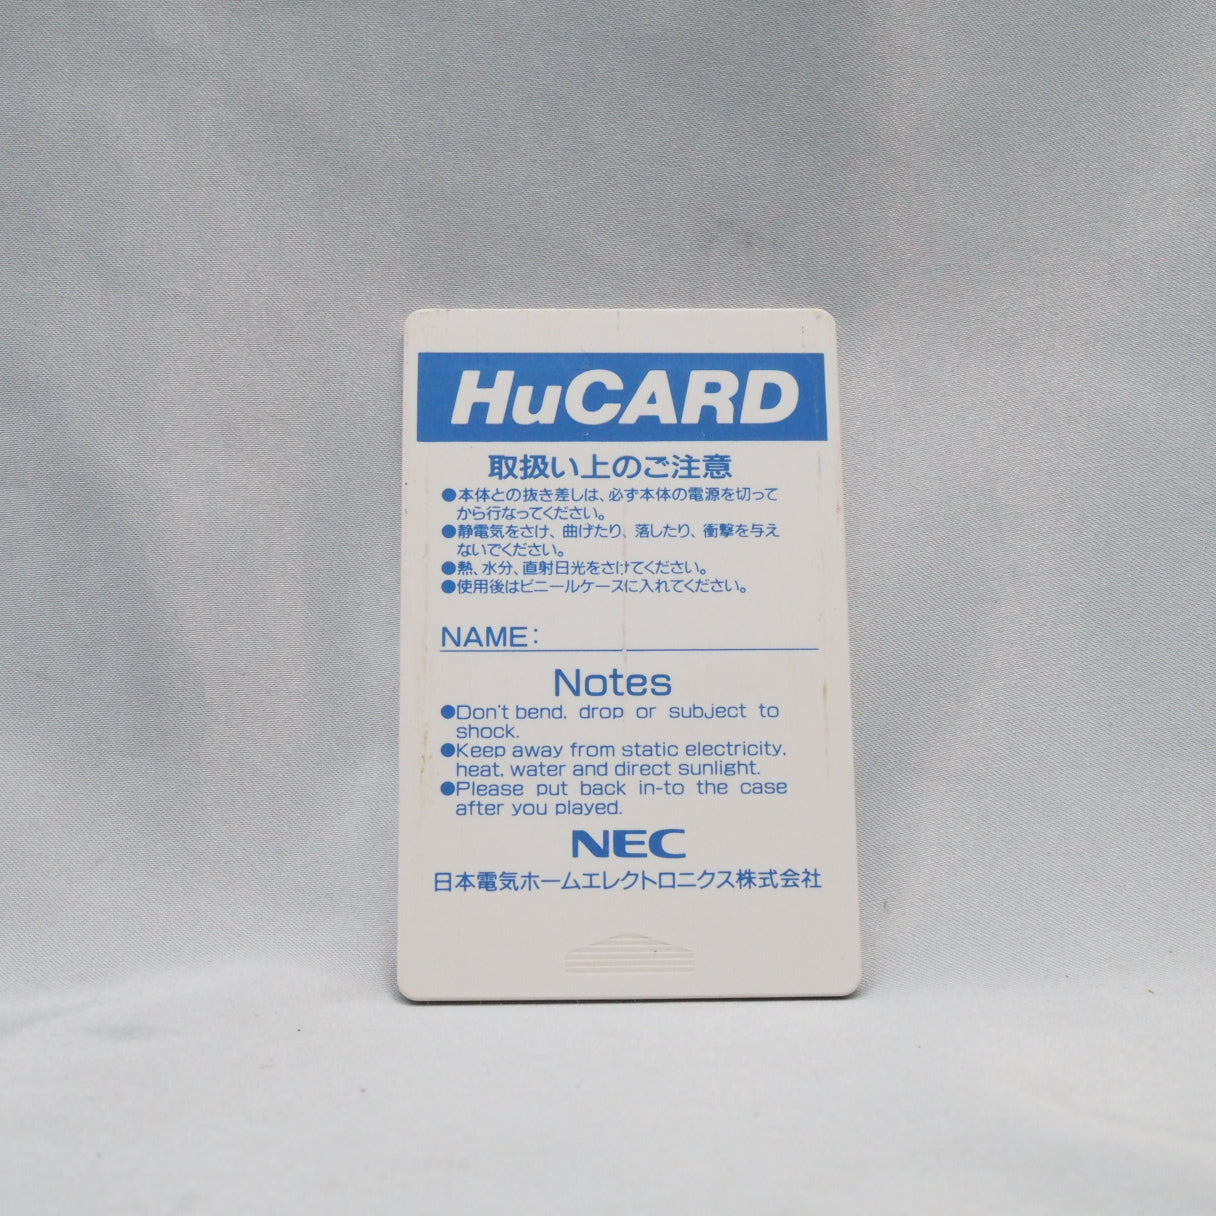 HuCARD
取扱い上のご注意
●本体との抜き差しは、必ず本体の電源を切って
から行なってください。
●静電気をさけ、曲げたり、落したり、衝撃を与え
ないでください。
●熱、水分、直射日光をさけてください。
●使用後はビニールケースに入れてください。
NAME:
Notes
●Don't bend, drop or subject to
shock.
●Keep away from static electricity,
heat, water and direct sunlight.
●Please put back in-to the case
after you played.
NEC
日本電気ホームエレクトロニクス株式会社